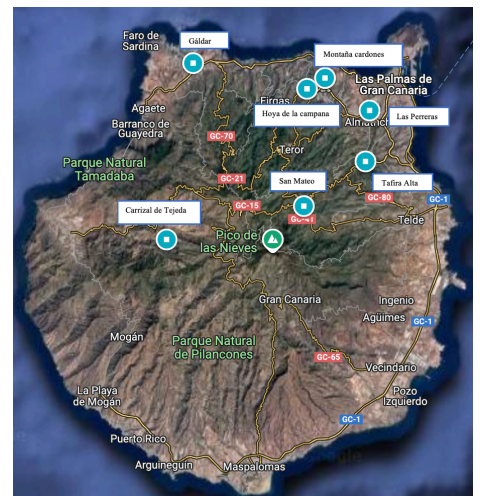 Faro de
Sardina
Gáldar
Montaña cardones
Las Palmas de
Gran Canaria
Agaete
Firgas
Barranco de
Guayedra
Hoya de la campana
Las Perreras
GC-70
Teror
Parque Natural
Tamadaba
GC-21
San Mateo
Tafira Alta
GC-80
GC-1
Carrizal de Tejeda
GC-15
GC-41
Telde
Pico de
las Nieves
Gran Canaria
Ingenio
Agüimes
GC-1
Mogán
Parque Natural
de Pilancones
GC-65
Vecindario
La Playa
de Mogán
Pozo
Izquierdo
GC-1
Puerto Rico
Arguineguín
Maspalomas